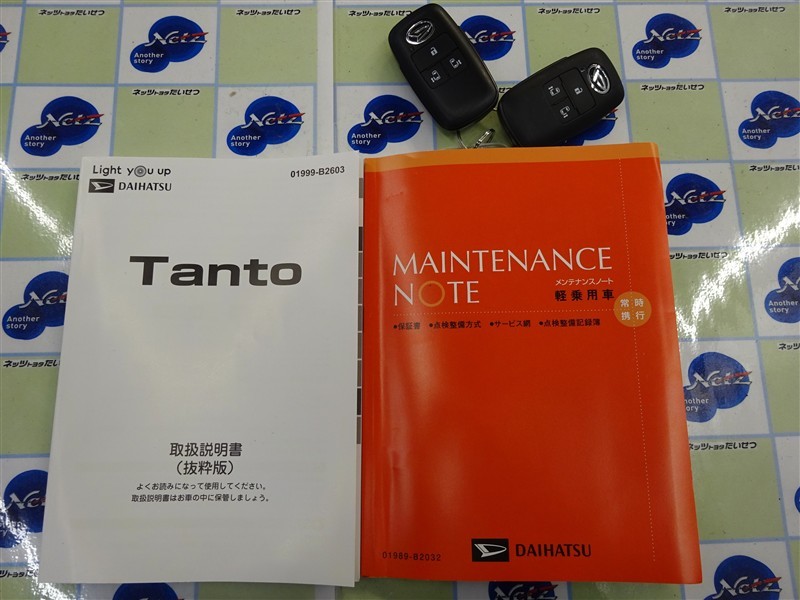 ネッツトヨタだいせつ
Netz
Another story
Light you up
DAIHATSU
01999-B2603
Tanto
取扱説明書
（抜粋版）
よくお読みになって使用してください。
取扱説明書はお車の中に保管しましょう。
MAINTENANCE
NOTE
メンテナンスノート
軽乗用車
常時
携行
●保証書 ●点検整備方式 ●サービス網 ●点検整備記録簿
01989-B2032
DAIHATSU